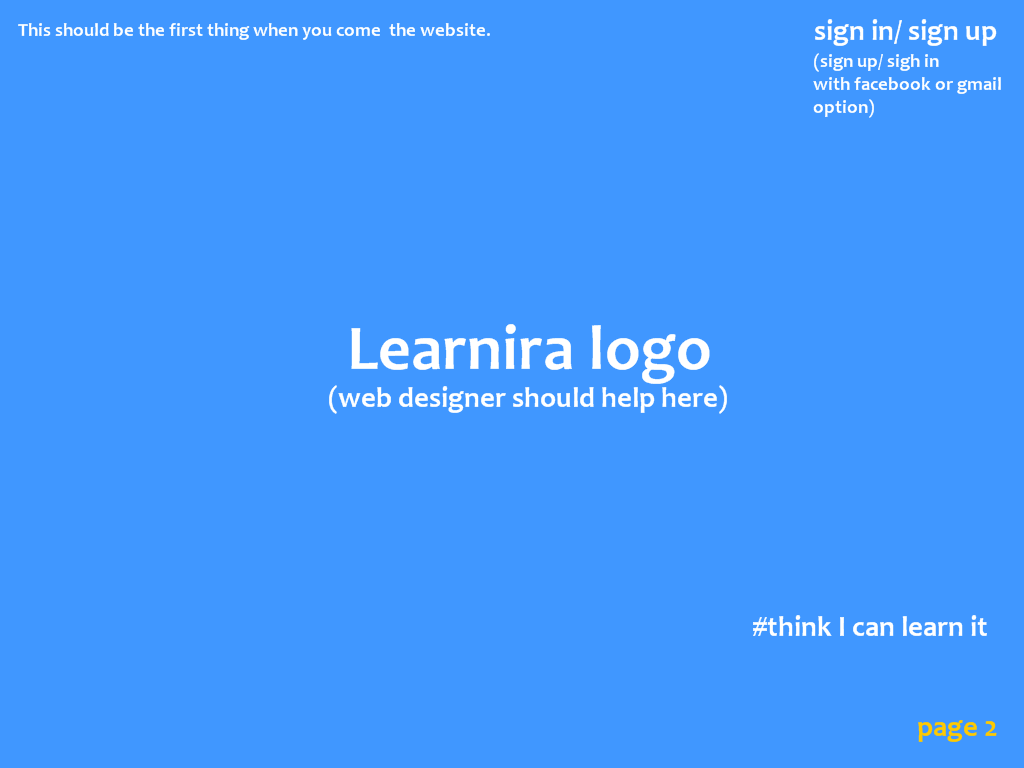 This should be the first thing when you come  the website.
sign in/ sign up
(sign up/ sigh in
with facebook or gmail
option)
Learnira logo
(web designer should help here)
#think I can learn it
page 2